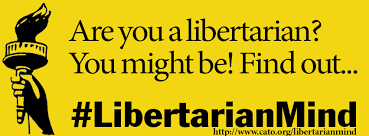 Are you a libertarian?
You might be! Find out...
#LibertarianMind
http://www.cato.org/libertarianmind